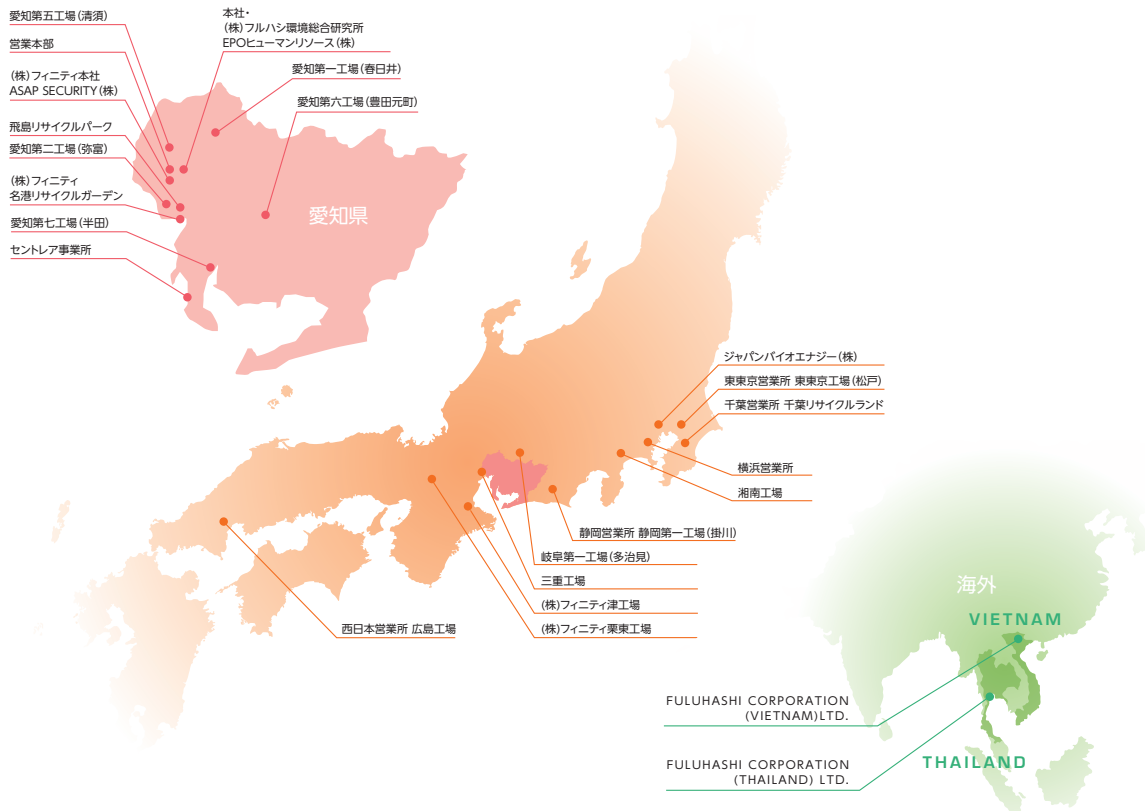 愛知第五工場(清須)
営業本部
(株)フィニティ本社
ASAP SECURITY(株)
飛島リサイクルパーク
愛知第二工場(弥富)
(株)フィニティ
名港リサイクルガーデン
愛知第七工場(半田)
セントレア事業所
本社・
(株)フルハシ環境総合研究所
EPOヒューマンリソース(株)
愛知第一工場(春日井)
愛知第六工場(豊田元町)
愛知県
ジャパンバイオエナジー(株)
東東京営業所 東東京工場(松戸)
千葉営業所 千葉リサイクルランド
横浜営業所
湘南工場
静岡営業所 静岡第一工場(掛川)
岐阜第一工場(多治見)
三重工場
(株)フィニティ津工場
(株)フィニティ栗東工場
西日本営業所 広島工場
海外
VIETNAM
FULUHASHI CORPORATION
(VIETNAM)LTD.
THAILAND
FULUHASHI CORPORATION
(THAILAND) LTD.